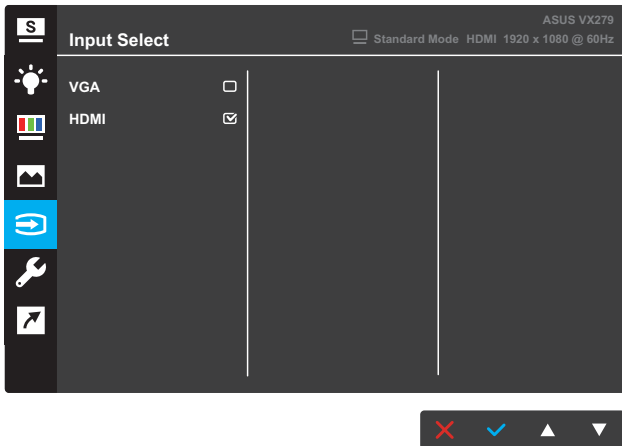 S
ASUS VX279
Input Select
Standard Mode HDMI 1920 x 1080 @ 60Hz
VGA
HDMI